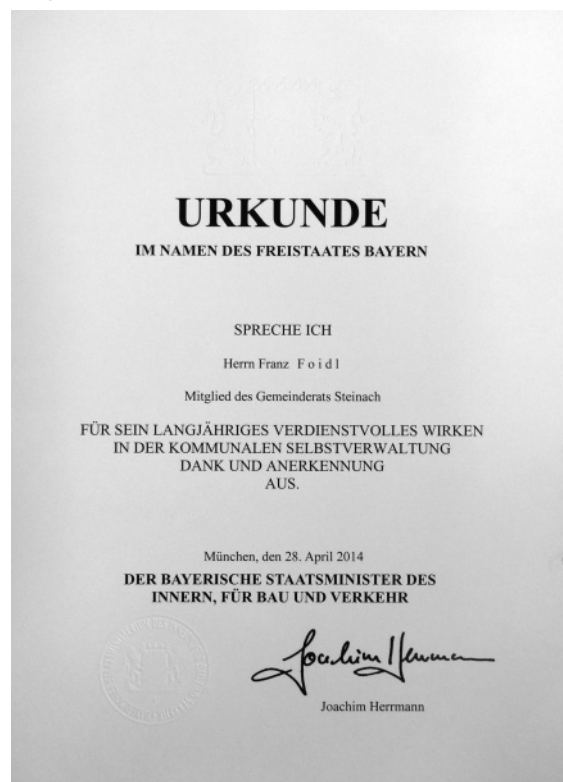 URKUNDE
IM NAMEN DES FREISTAATES BAYERN
SPRECHE ICH
Herrn Franz F o i d l
Mitglied des Gemeinderats Steinach
FÜR SEIN LANGJÄHRIGES VERDIENSTVOLLES WIRKEN
IN DER KOMMUNALEN SELBSTVERWALTUNG
DANK UND ANERKENNUNG
AUS.
München, den 28. April 2014
DER BAYERISCHE STAATSMINISTER DES
INNERN, FÜR BAU UND VERKEHR
Joachim Herrmann
Joachim Herrmann